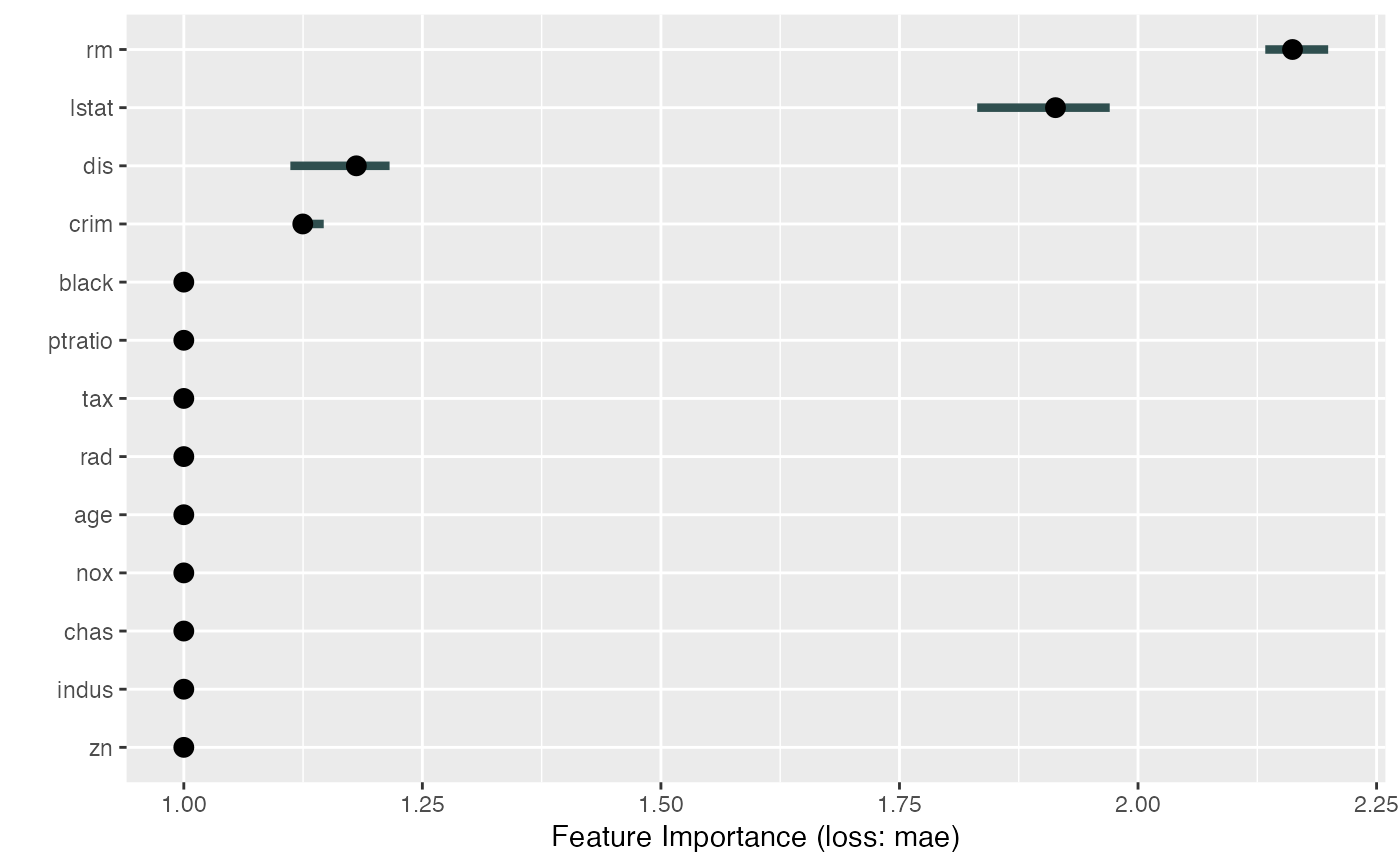 rm
lstat
dis
crim
black
ptratio
tax
rad
age
nox
chas
indus
zn
1.00 1.25 1.50 1.75 2.00 2.25
Feature Importance (loss: mae)